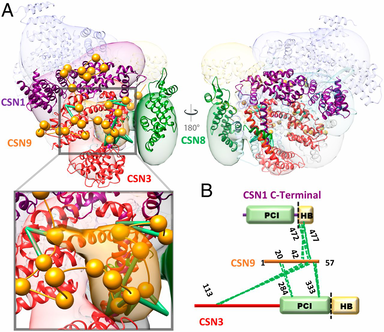 A
CSN1
CSN9
CSN3
180°
CSN8
B
CSN1 C-Terminal
PCI
HB
472
477
CSN9
1
20
42
57
113
284
333
PCI
HB
CSN3